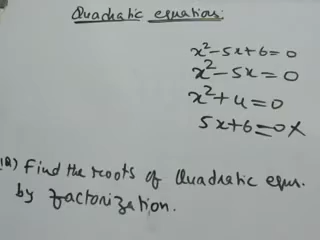 Quadratic equations:
x²-5x+6=0
x²-5x=0
x²+4=0
5x+6=0 ×
(Q) Find the roots of Quadratic equn.
by factorization.